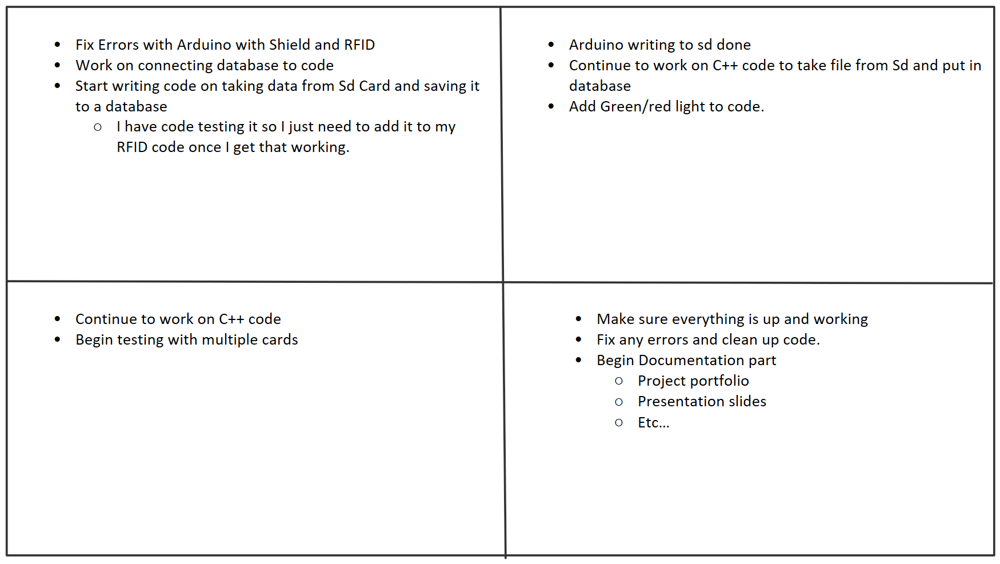 • Fix Errors with Arduino with Shield and RFID
• Work on connecting database to code
• Start writing code on taking data from Sd Card and saving it
to a database
○ I have code testing it so I just need to add it to my
RFID code once I get that working.
• Arduino writing to sd done
• Continue to work on C++ code to take file from Sd and put in
database
• Add Green/red light to code.
• Continue to work on C++ code
• Begin testing with multiple cards
• Make sure everything is up and working
• Fix any errors and clean up code.
• Begin Documentation part
○ Project portfolio
○ Presentation slides
○ Etc…